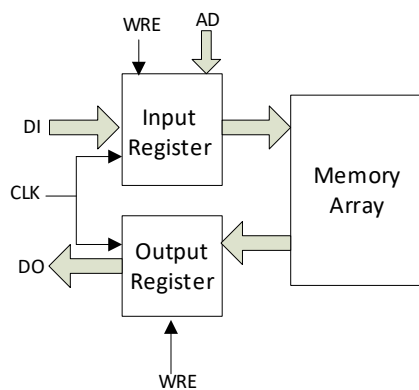 WRE
AD
DI
Input
Register
CLK
Memory
Array
DO
Output
Register
WRE